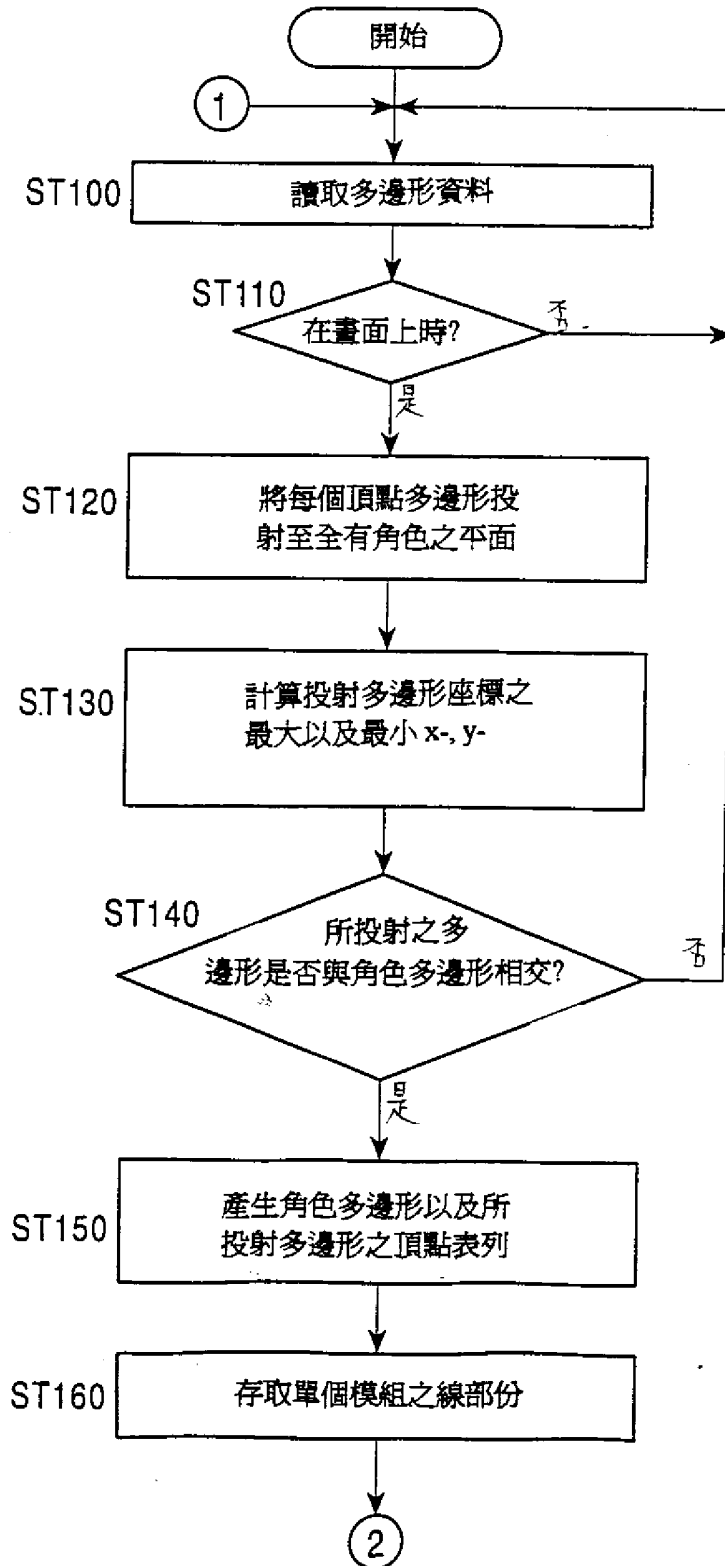 開始
1
ST100
讀取多邊形資料
ST110
在畫面上時?
否
是
ST120
將每個頂點多邊形投
射至全有角色之平面
ST130
計算投射多邊形座標之
最大以及最小 x-, y-
ST140
所投射之多
邊形是否與角色多邊形相交?
否
是
ST150
產生角色多邊形以及所
投射多邊形之頂點表列
ST160
存取單個模組之線部份
2